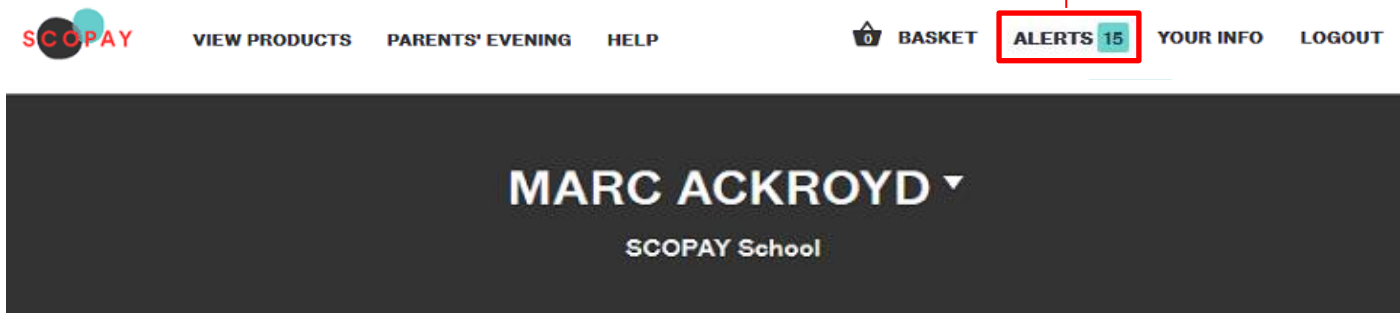 SCOPAY VIEW PRODUCTS PARENTS' EVENING HELP 0 BASKET ALERTS 15 YOUR INFO LOGOUT
MARC ACKROYD
SCOPAY School